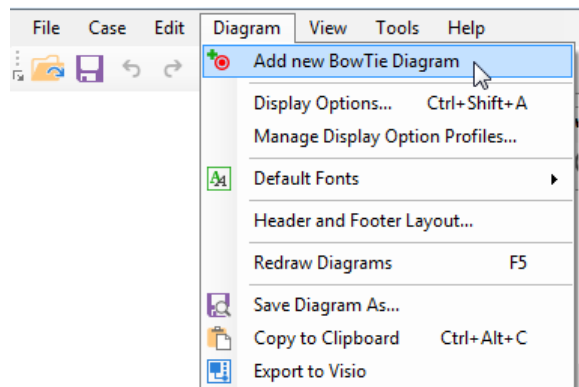 File Case Edit Diagram View Tools Help
Add new BowTie Diagram
Display Options... Ctrl+Shift+A
Manage Display Option Profiles...
Default Fonts
Header and Footer Layout...
Redraw Diagrams F5
Save Diagram As...
Copy to Clipboard Ctrl+Alt+C
Export to Visio